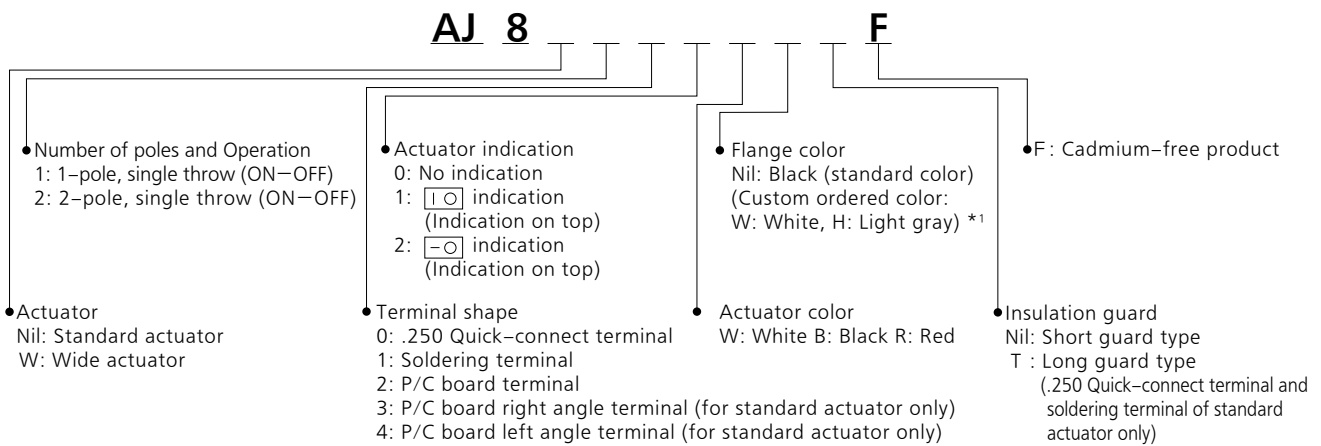 AJ 8 _ _ _ _ _ _ _ F
Number of poles and Operation
1: 1–pole, single throw (ON—OFF)
2: 2–pole, single throw (ON—OFF)
Actuator indication
0: No indication
1: | ○ indication
(Indication on top)
2: – ○ indication
(Indication on top)
Flange color
Nil: Black (standard color)
(Custom ordered color:
W: White, H: Light gray) *1
F: Cadmium–free product
Actuator
Nil: Standard actuator
W: Wide actuator
Terminal shape
0: .250 Quick–connect terminal
1: Soldering terminal
2: P/C board terminal
3: P/C board right angle terminal (for standard actuator only)
4: P/C board left angle terminal (for standard actuator only)
Actuator color
W: White B: Black R: Red
Insulation guard
Nil: Short guard type
T : Long guard type
(.250 Quick–connect terminal and
soldering terminal of standard
actuator only)